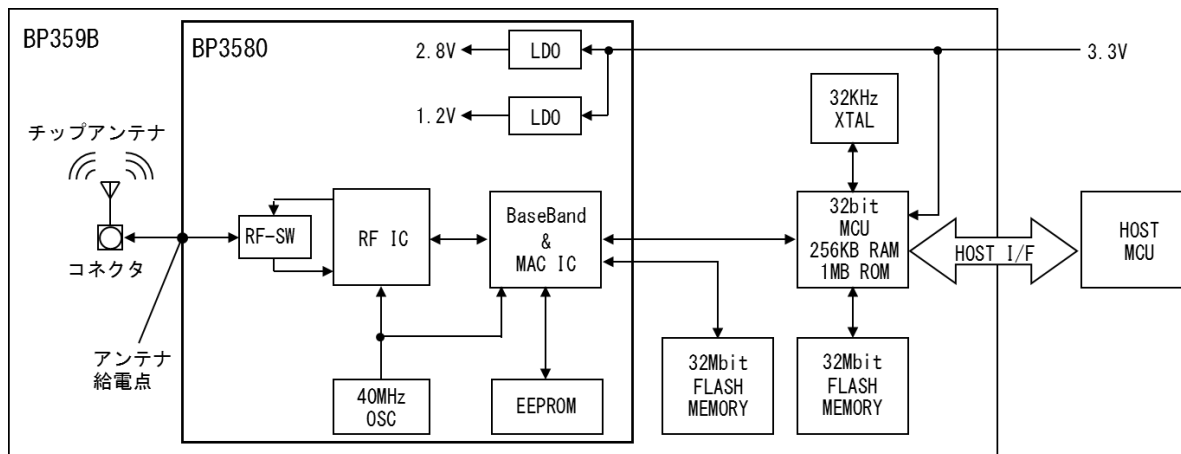 BP359B
BP3580
2.8V
LDO
3.3V
1.2V
LDO
32KHz
XTAL
チップアンテナ
RF-SW
RF IC
BaseBand
&
MAC IC
32bit
MCU
256KB RAM
1MB ROM
HOST I/F
HOST
MCU
コネクタ
アンテナ
給電点
40MHz
OSC
EEPROM
32Mbit
FLASH
MEMORY
32Mbit
FLASH
MEMORY